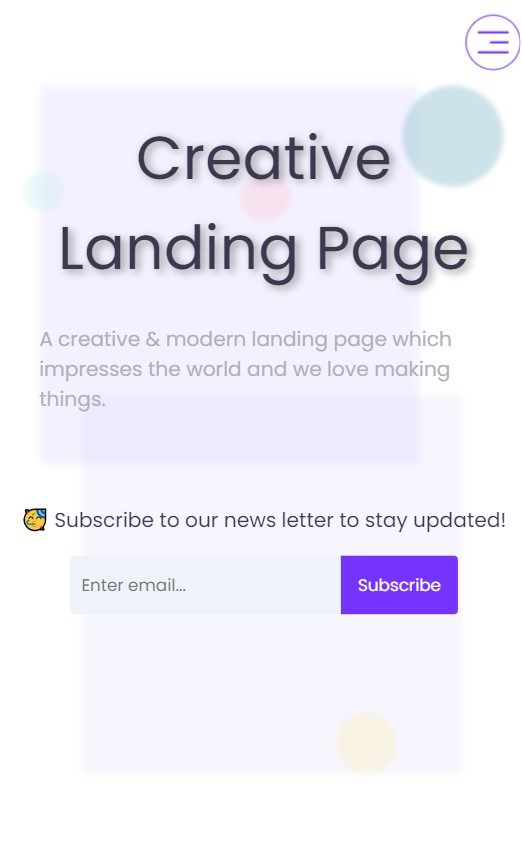 Creative
Landing Page
A creative & modern landing page which
impresses the world and we love making
things.
🥳 Subscribe to our news letter to stay updated!
Enter email...
Subscribe